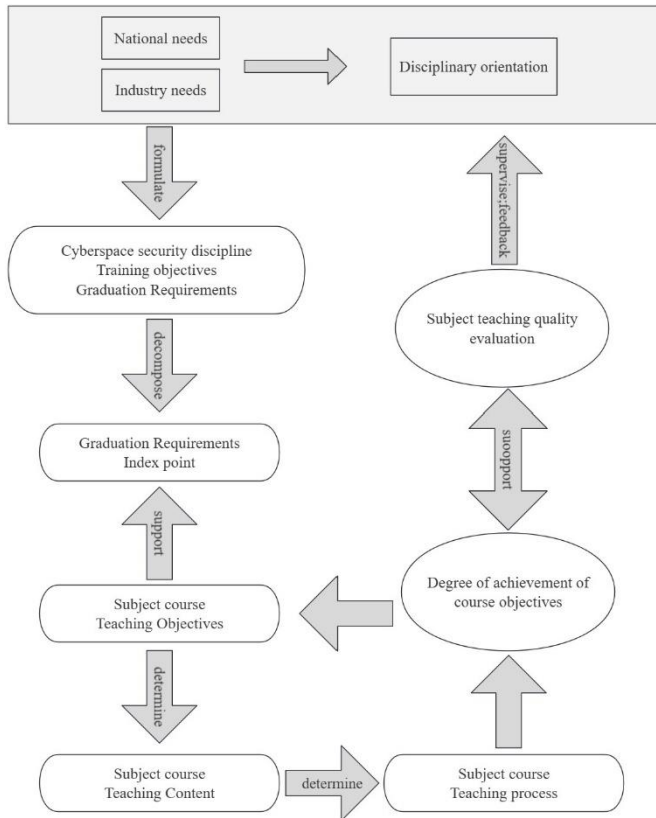 National needs
Industry needs
Disciplinary orientation
formulate
supervise;feedback
Cyberspace security discipline
Training objectives
Graduation Requirements
Subject teaching quality
evaluation
decompose
Graduation Requirements
Index point
suoopport
support
Degree of achievement of
course objectives
Subject course
Teaching Objectives
determine
Subject course
Teaching Content
determine
Subject course
Teaching process